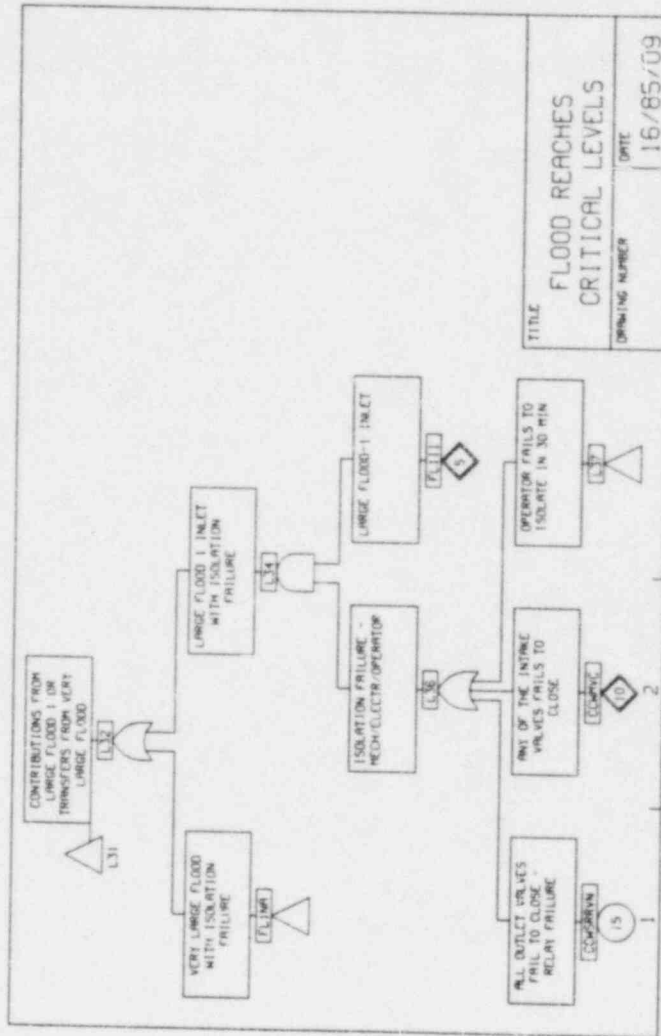 CONTRIBUTIONS FROM
LARGE FLOOD 1 OR
TRANSFERS FROM VERY
LARGE FLOOD
L31
L32
VERY LARGE FLOOD
WITH ISOLATION
FAILURE
FLINA
LARGE FLOOD 1 INLET
WITH ISOLATION
FAILURE
L34
ISOLATION FAILURE -
MECH/ELECTR/OPERATOR
L36
LARGE FLOOD-1 INLET
5
ALL OUTLET VALVES
FAIL TO CLOSE -
RELAY FAILURE
15
ANY OF THE INTAKE
VALVES FAILS TO
CLOSE
CCWMVC
10
OPERATOR FAILS TO
ISOLATE IN 30 MIN
L37
1
2
TITLE
FLOOD REACHES
CRITICAL LEVELS
DRAWING NUMBER
DATE
16/85/09